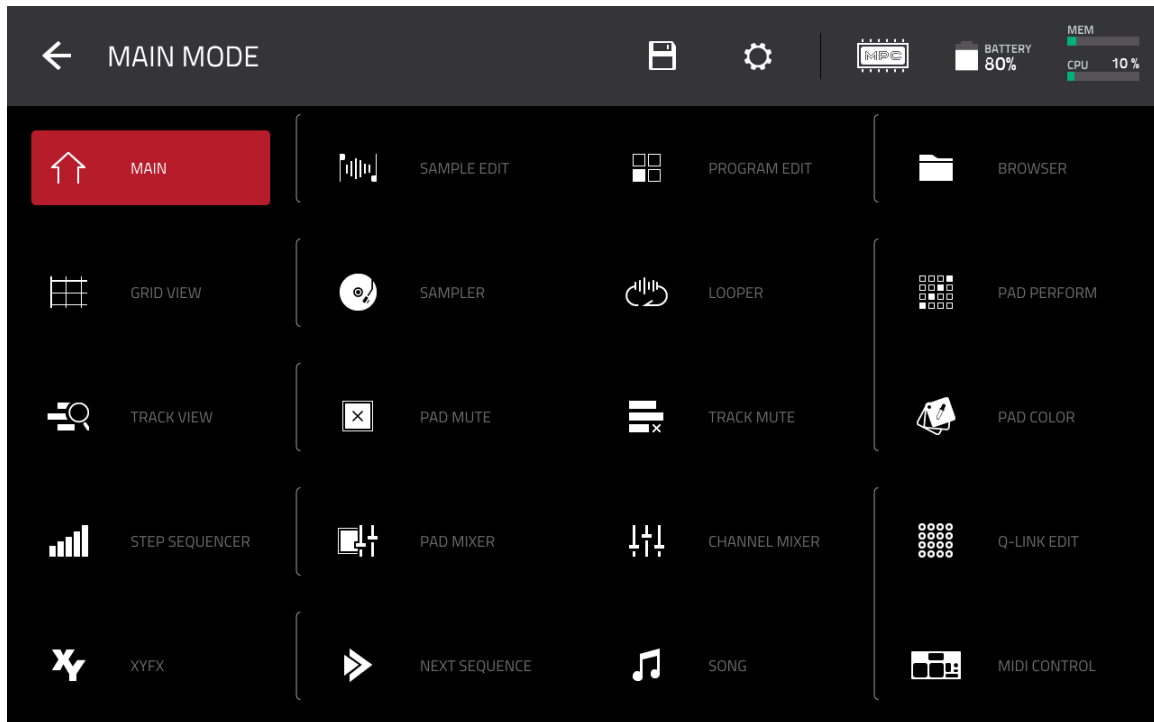 MAIN MODE
MPC
BATTERY
80%
MEM
CPU 10 %
MAIN
SAMPLE EDIT
PROGRAM EDIT
BROWSER
GRID VIEW
SAMPLER
LOOPER
PAD PERFORM
TRACK VIEW
PAD MUTE
TRACK MUTE
PAD COLOR
STEP SEQUENCER
PAD MIXER
CHANNEL MIXER
Q-LINK EDIT
XY
XYFX
NEXT SEQUENCE
SONG
MIDI CONTROL